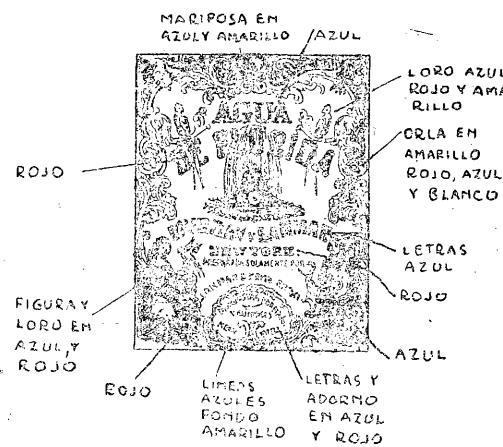 MARIPOSA EN
AZUL Y AMARILLO
AZUL
LORO AZUL
ROJO Y AMA
RILLO
ORLA EN
AMARILLO
ROJO, AZUL
Y BLANCO
ROJO
AGUA
DE FLORIDA
NEW YORK
LETRAS
AZUL
ROJO
FIGURA Y
LORO EN
AZUL, Y
ROJO
AZUL
ROJO
LINEAS
AZULES
FONDO
AMARILLO
LETRAS Y
ADORNO
EN AZUL
Y ROJO